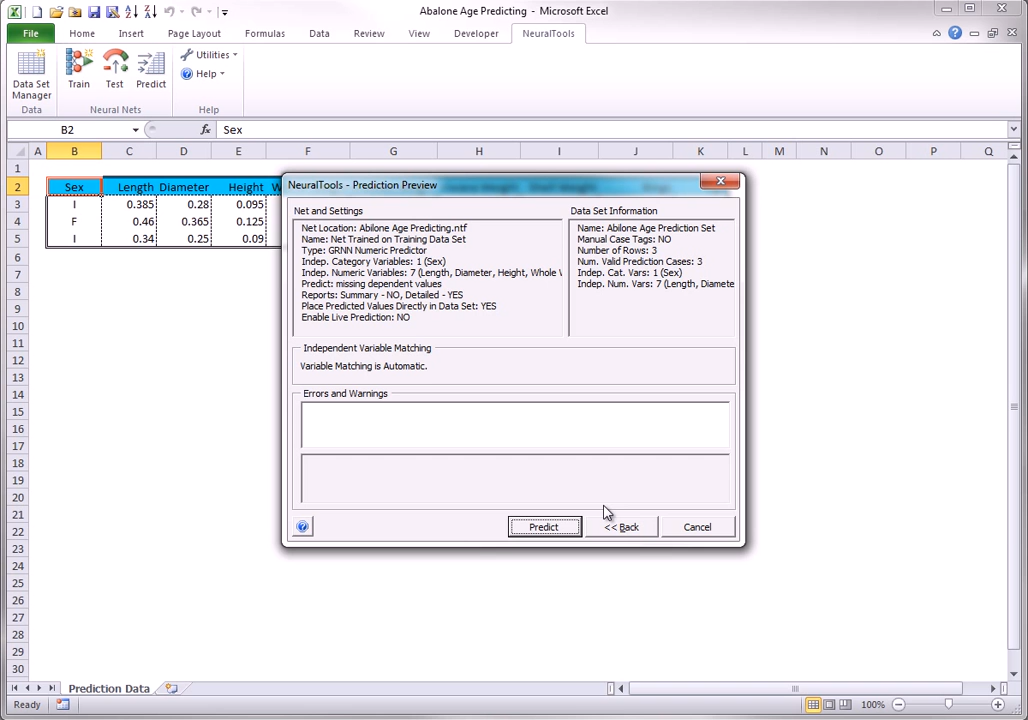 Abalone Age Predicting - Microsoft Excel
File Home Insert Page Layout Formulas Data Review View Developer NeuralTools
Data Set Manager
Train
Test
Predict
Utilities
Help
Data
Neural Nets
Help
B2 fx Sex
A B C D E F G H I J K L M N O P Q
1
2 Sex Length Diameter Height
3 I 0.385 0.28 0.095
4 F 0.46 0.365 0.125
5 I 0.34 0.25 0.09
6
7
8
9
10
11
12
13
14
15
16
17
18
19
20
21
22
23
24
25
26
27
28
29
30
NeuralTools - Prediction Preview
Net and Settings
Net Location: Abilone Age Predicting.ntf
Name: Net Trained on Training Data Set
Type: GRNN Numeric Predictor
Indep. Category Variables: 1 (Sex)
Indep. Numeric Variables: 7 (Length, Diameter, Height, Whole W
Predict: missing dependent values
Reports: Summary - NO, Detailed - YES
Place Predicted Values Directly in Data Set: YES
Enable Live Prediction: NO
Data Set Information
Name: Abilone Age Prediction Set
Manual Case Tags: NO
Number of Rows: 3
Num. Valid Prediction Cases: 3
Indep. Cat. Vars: 1 (Sex)
Indep. Num. Vars: 7 (Length, Diamete
Independent Variable Matching
Variable Matching is Automatic.
Errors and Warnings
Predict
<< Back
Cancel
Prediction Data
Ready
100%